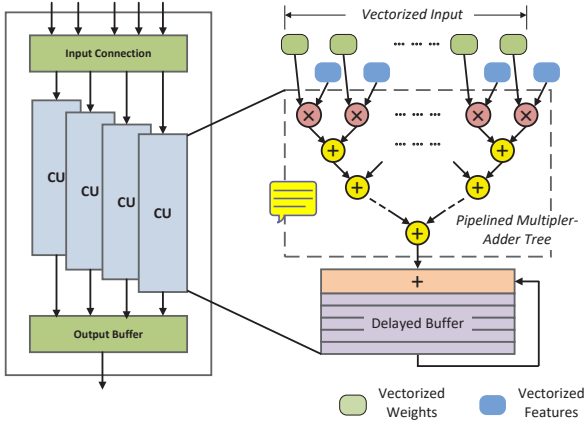 Vectorized Input
Input Connection
... ... ... ...
× × ... ... × ×
+ ... ... +
+ +
CU CU CU CU
Pipelined Multipler-
Adder Tree
+
+
Delayed Buffer
Output Buffer
Vectorized
Weights
Vectorized
Features